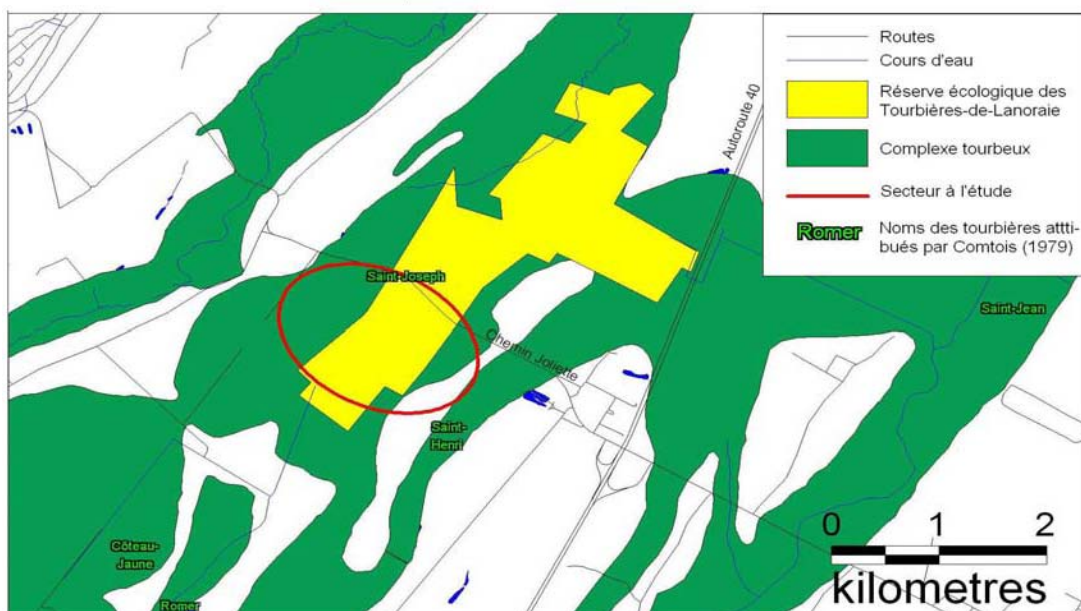 Routes
Cours d'eau
Réserve écologique des
Tourbières-de-Lanoraie
Complexe tourbeux
Secteur à l'étude
Romer
Noms des tourbières attti-
bués par Comtois (1979)
Autoroute 40
Saint-Joseph
Saint-Jean
Chemin Joliette
Saint-
Henri
Côteau-
Jaune
Romer
0 1 2
kilometres